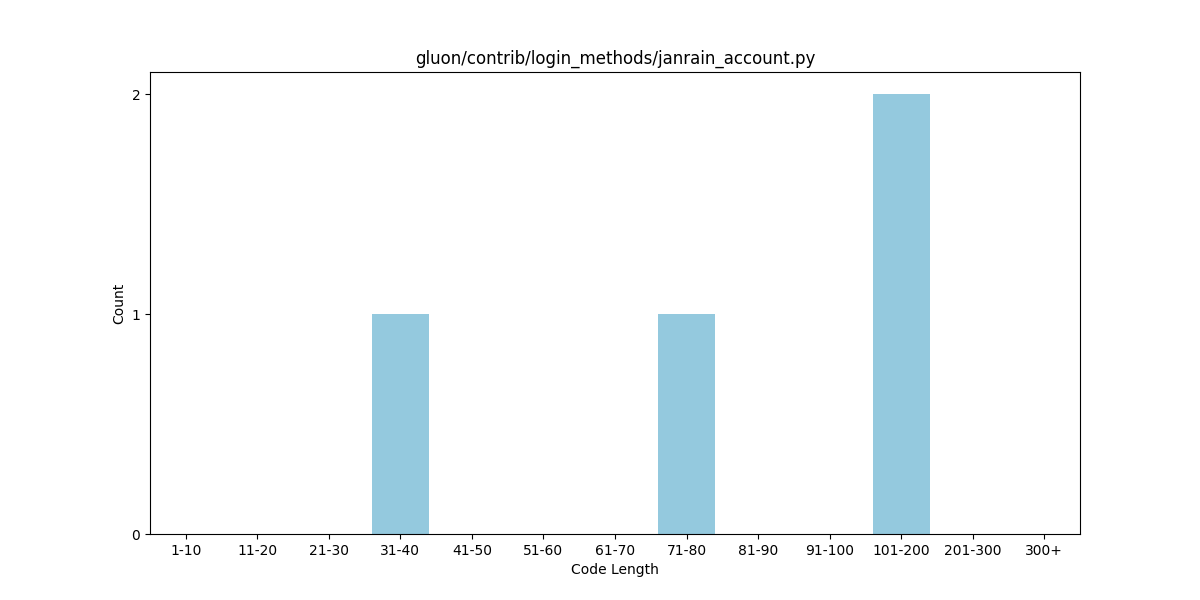 gluon/contrib/login_methods/janrain_account.py
2
1
0
Count
1-10 11-20 21-30 31-40 41-50 51-60 61-70 71-80 81-90 91-100 101-200 201-300 300+
Code Length